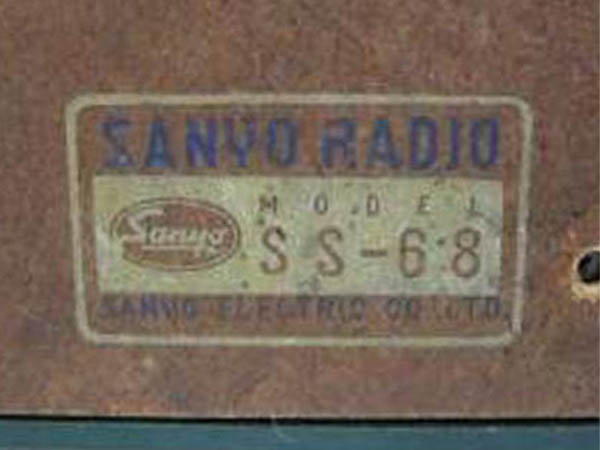 SANYO RADIO
MODEL
Sanyo
SS-68
SANYO ELECTRIC CO. LTD.